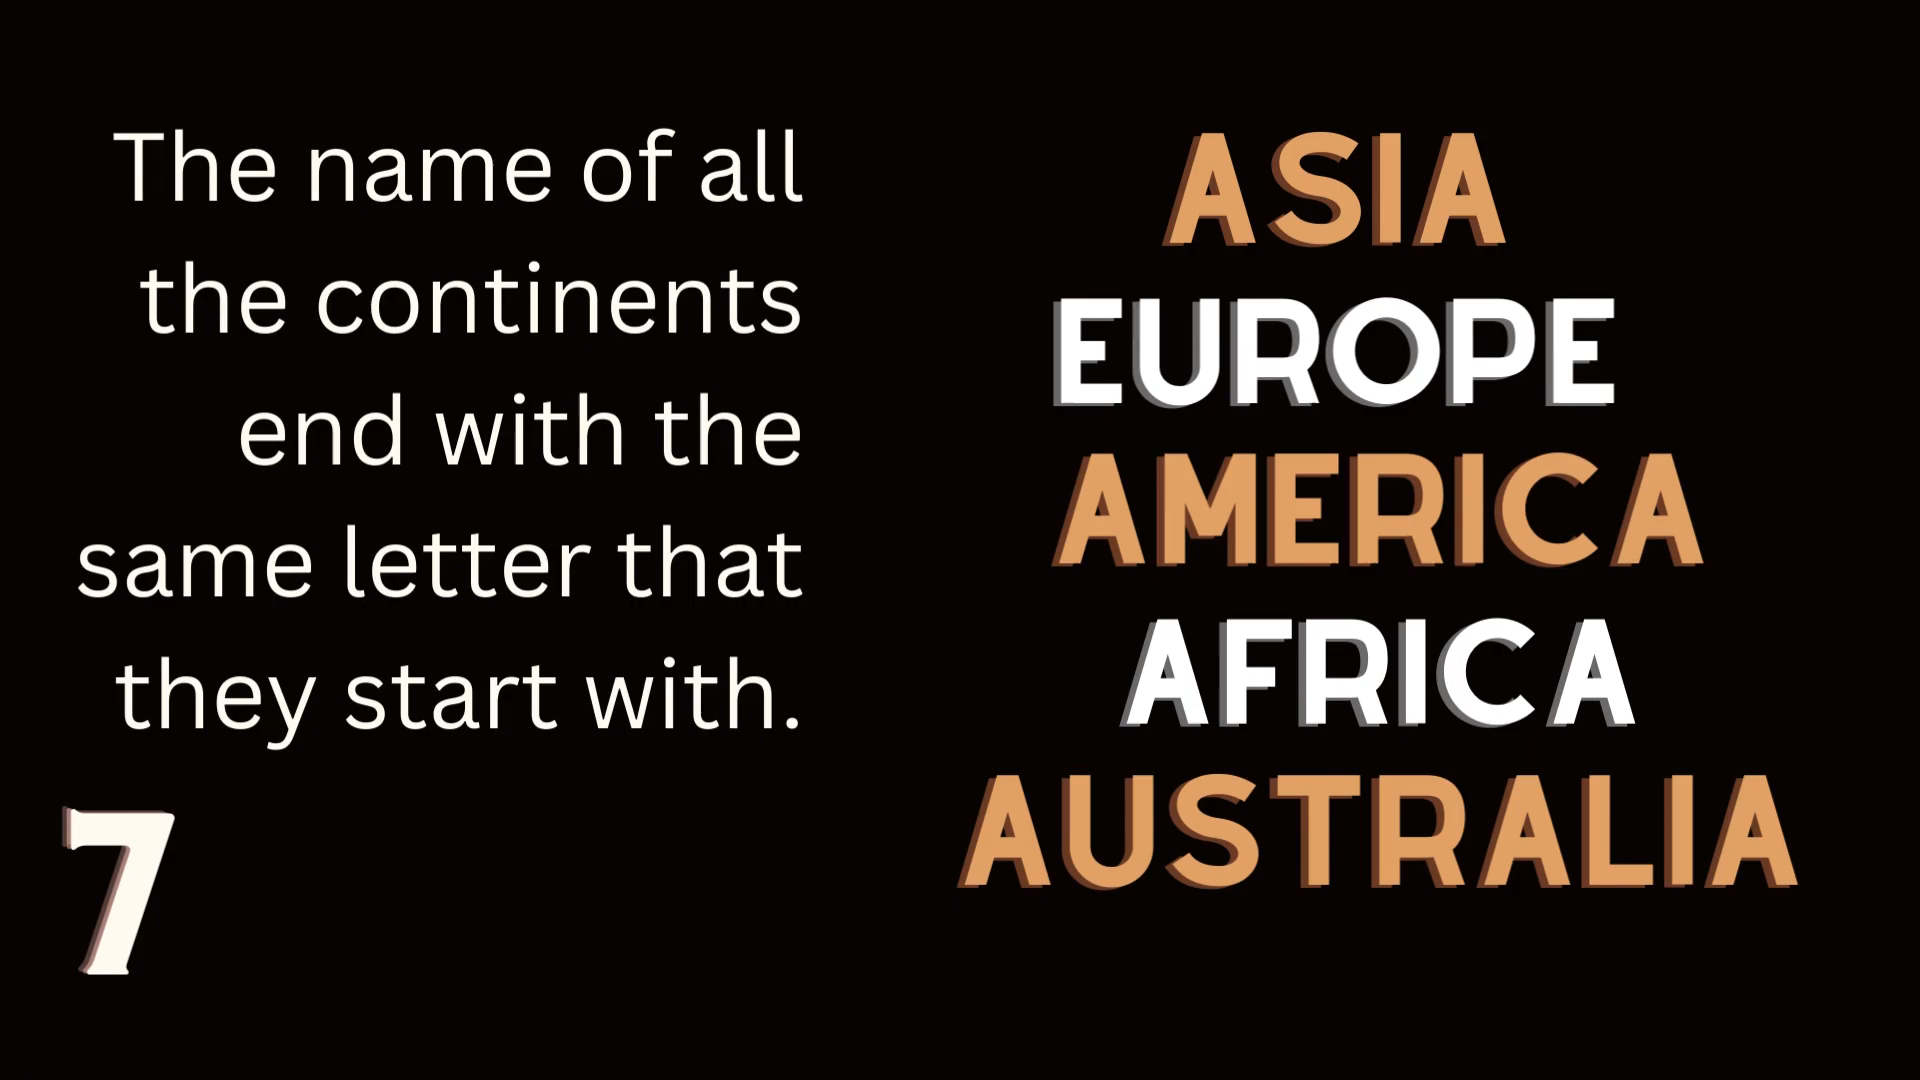 The name of all
the continents
end with the
same letter that
they start with.
7
ASIA
EUROPE
AMERICA
AFRICA
AUSTRALIA